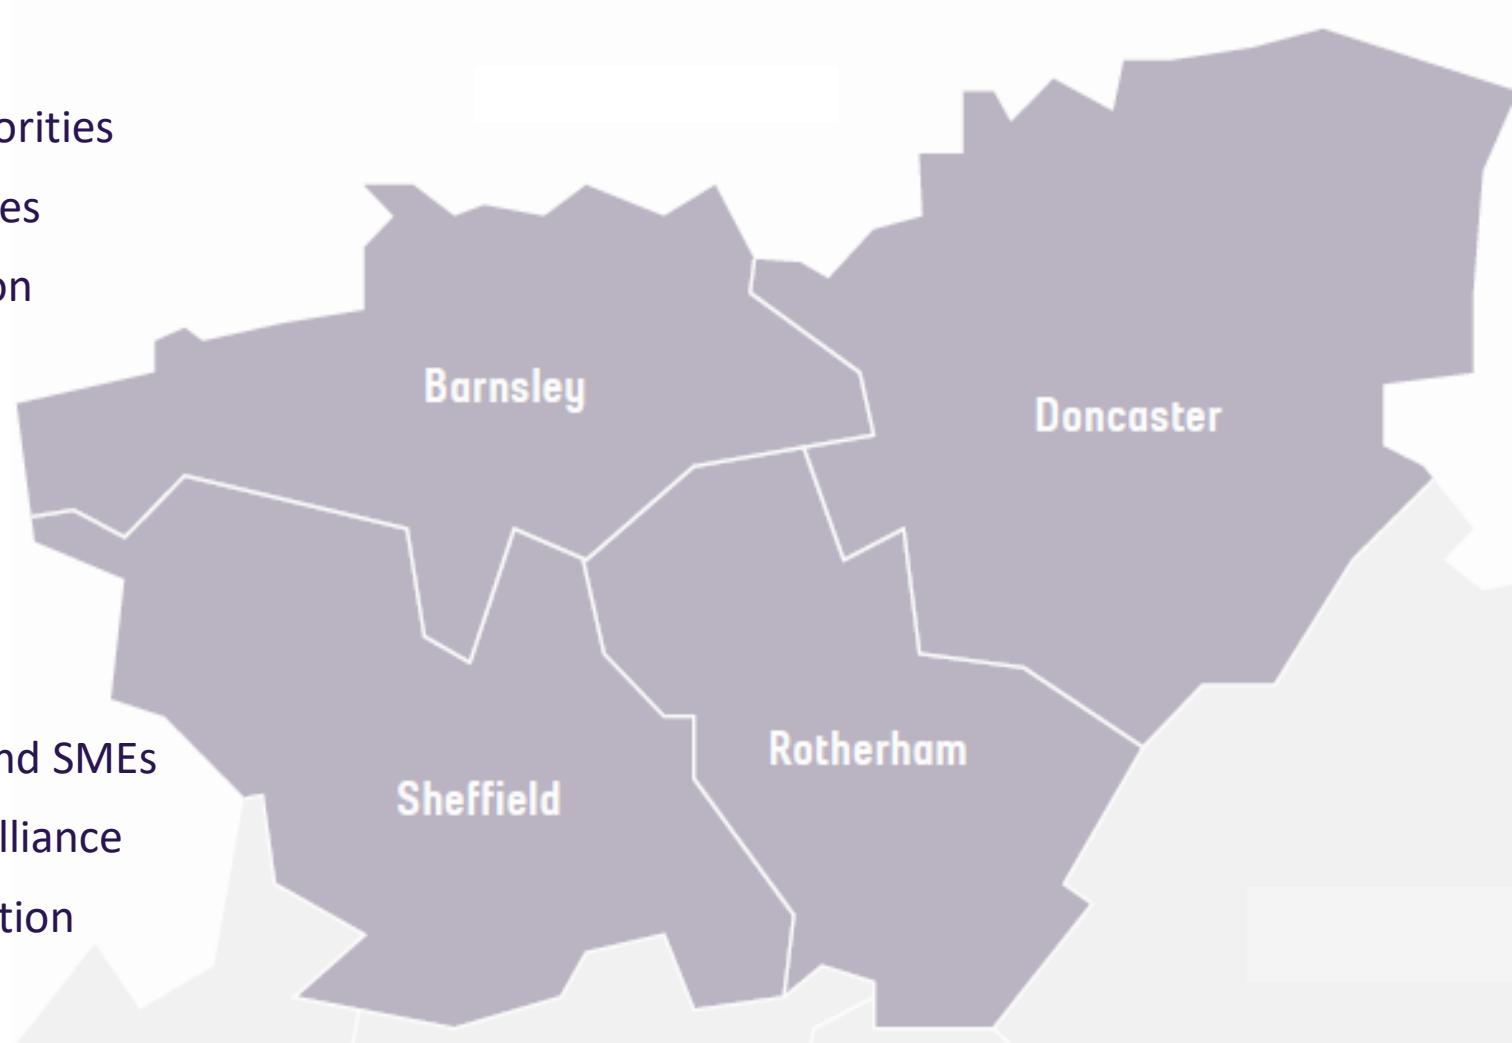 orities
es
on
Barnsley
Doncaster
Rotherham
nd SMEs
Sheffield
lliance
tion